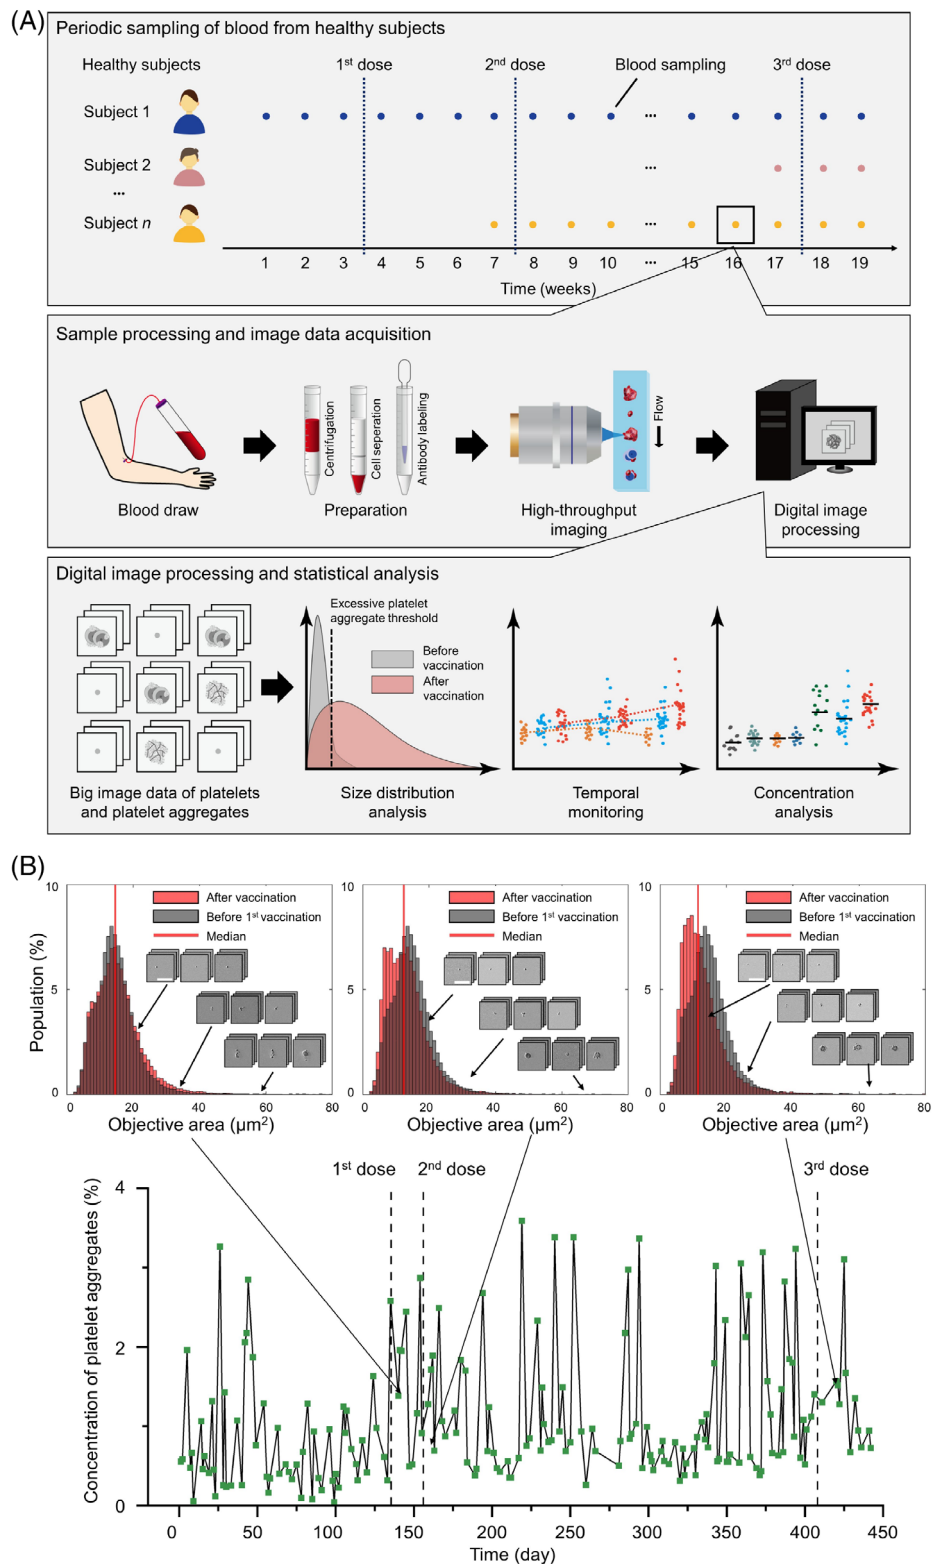 (A)
Periodic sampling of blood from healthy subjects
Healthy subjects
1st dose
2nd dose
Blood sampling
3rd dose
Subject 1
...
Subject 2
...
...
Subject n
...
1 2 3 4 5 6 7 8 9 10 ... 15 16 17 18 19
Time (weeks)
Sample processing and image data acquisition
Centrifugation
Cell seperation
Antibody labeling
Flow
Blood draw
Preparation
High-throughput
imaging
Digital image
processing
Digital image processing and statistical analysis
Excessive platelet
aggregate threshold
Before
vaccination
After
vaccination
Big image data of platelets
and platelet aggregates
Size distribution
analysis
Temporal
monitoring
Concentration
analysis
(B)
Population (%)
10
5
0
After vaccination
Before 1st vaccination
Median
0 20 40 60 80
Objective area (µm2)
10
5
0
After vaccination
Before 1st vaccination
Median
0 20 40 60 80
Objective area (µm2)
10
5
0
After vaccination
Before 1st vaccination
Median
0 20 40 60 80
Objective area (µm2)
1st dose
2nd dose
3rd dose
Concentration of platelet aggregates (%)
4
2
0
0 50 100 150 200 250 300 350 400 450
Time (day)